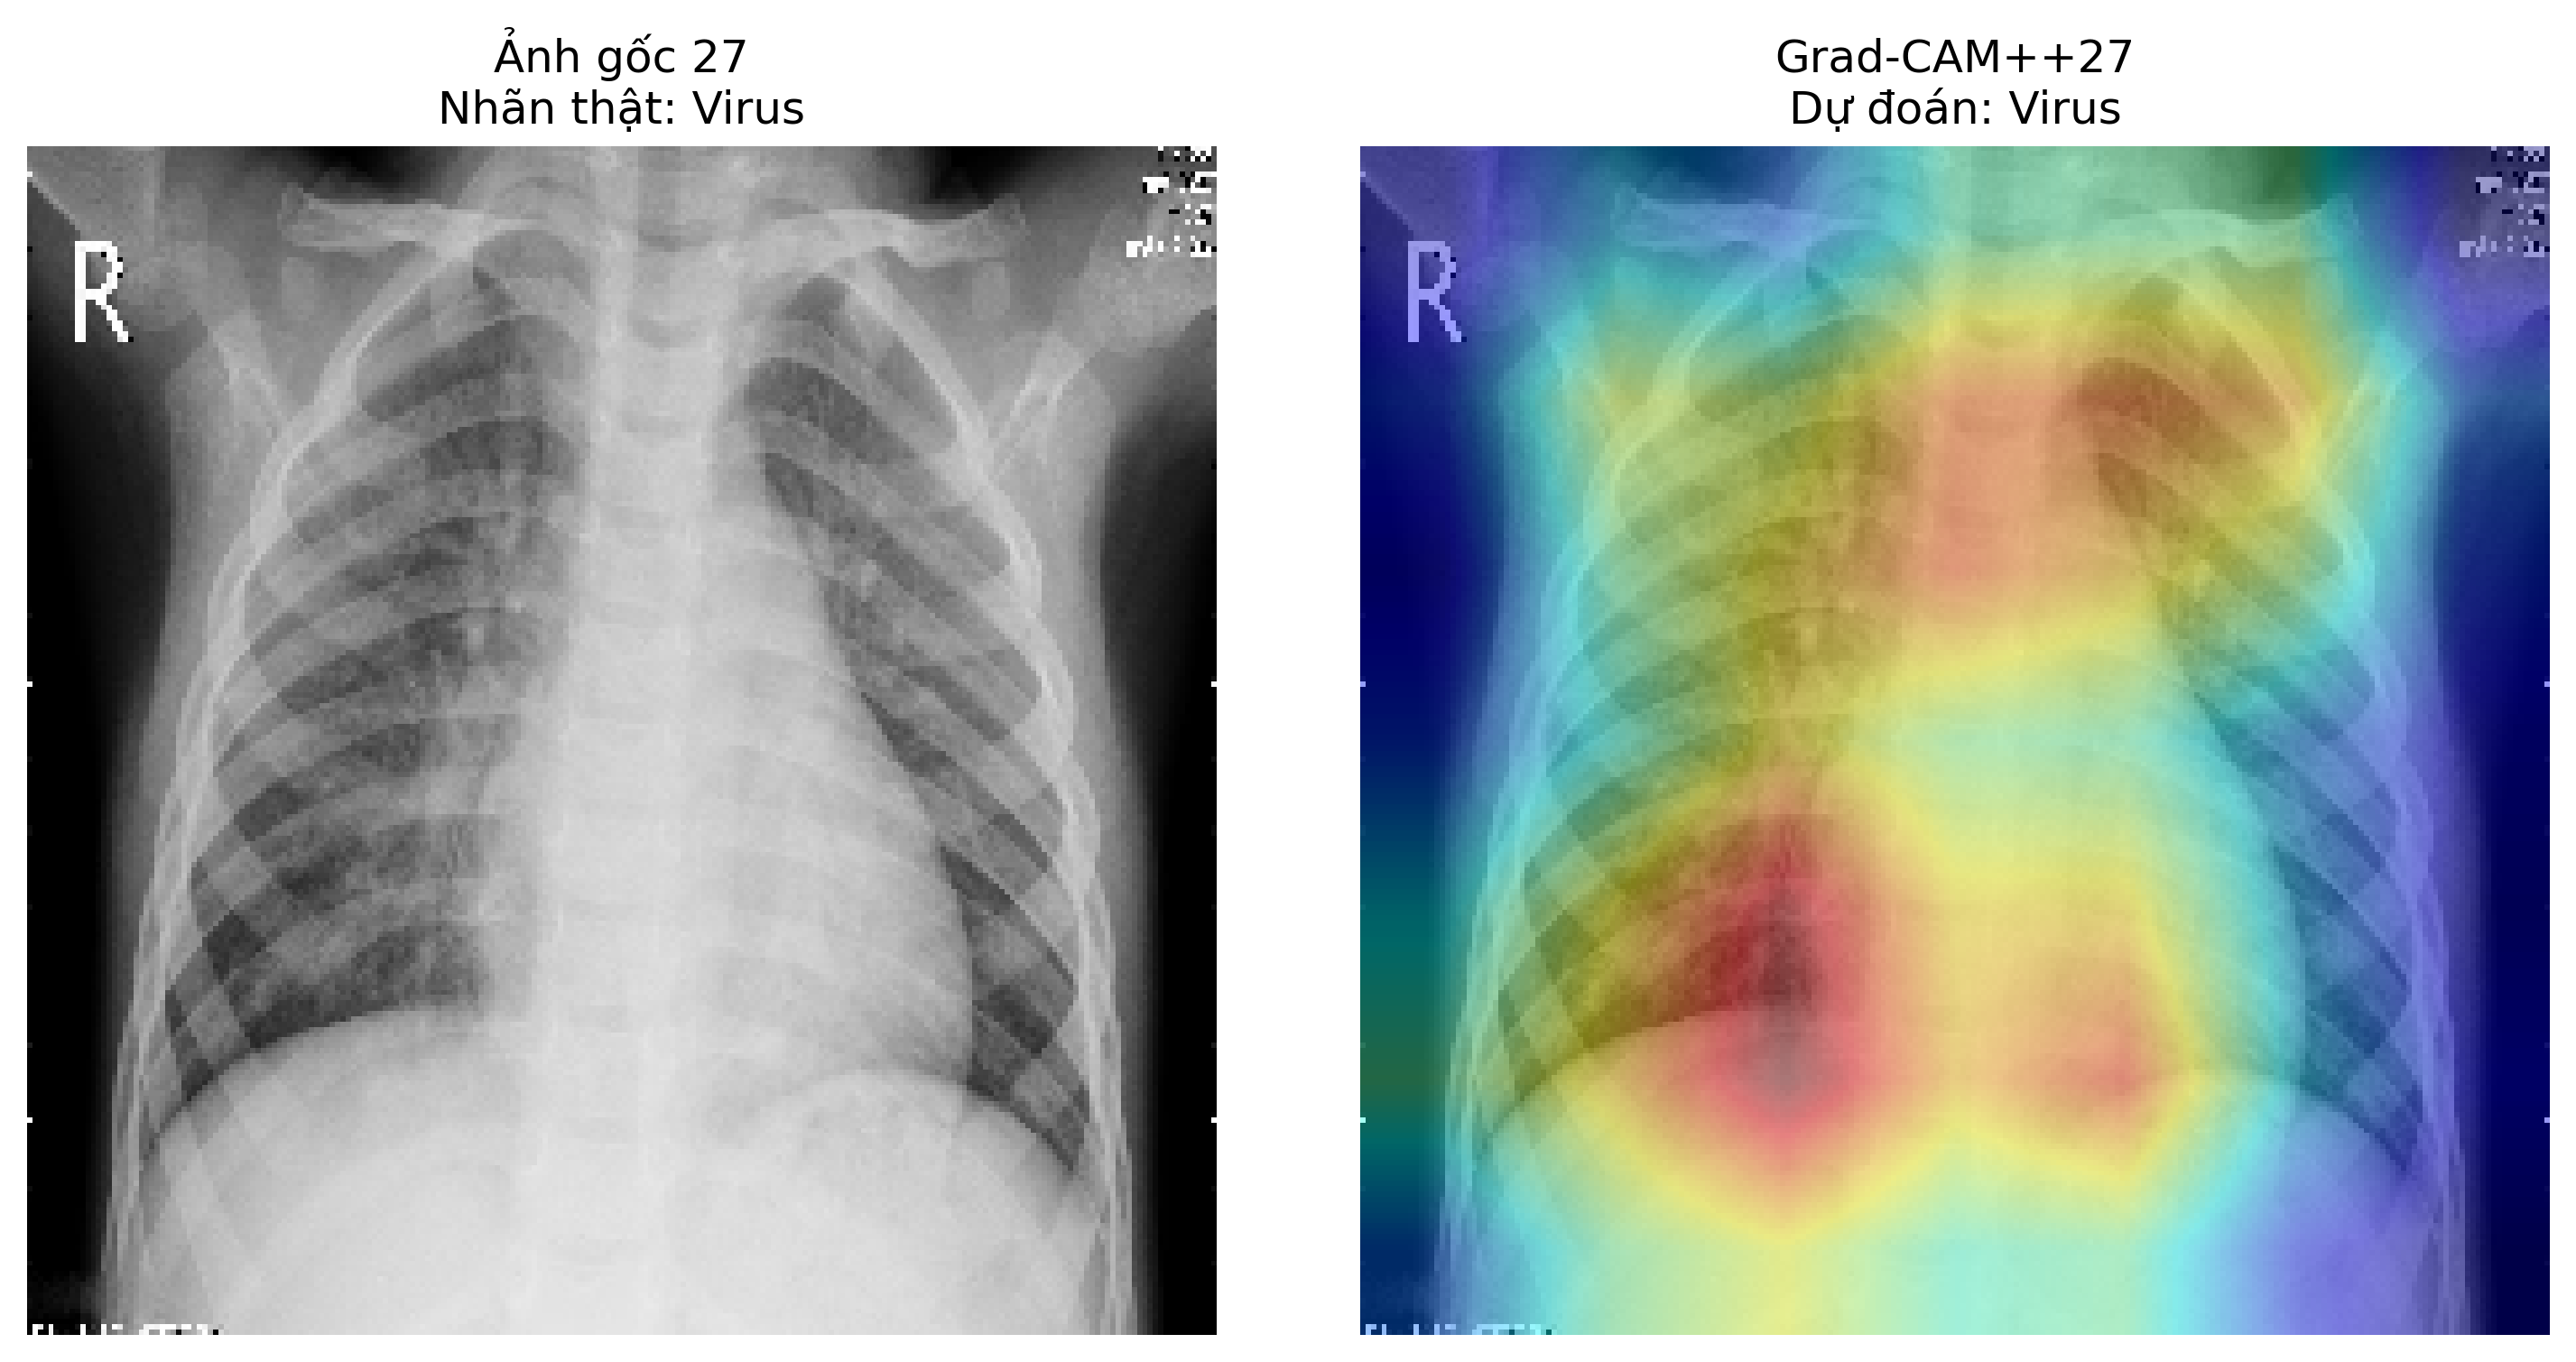 Ảnh gốc 27
Nhãn thật: Virus
Grad-CAM++27
Dự đoán: Virus
R
R